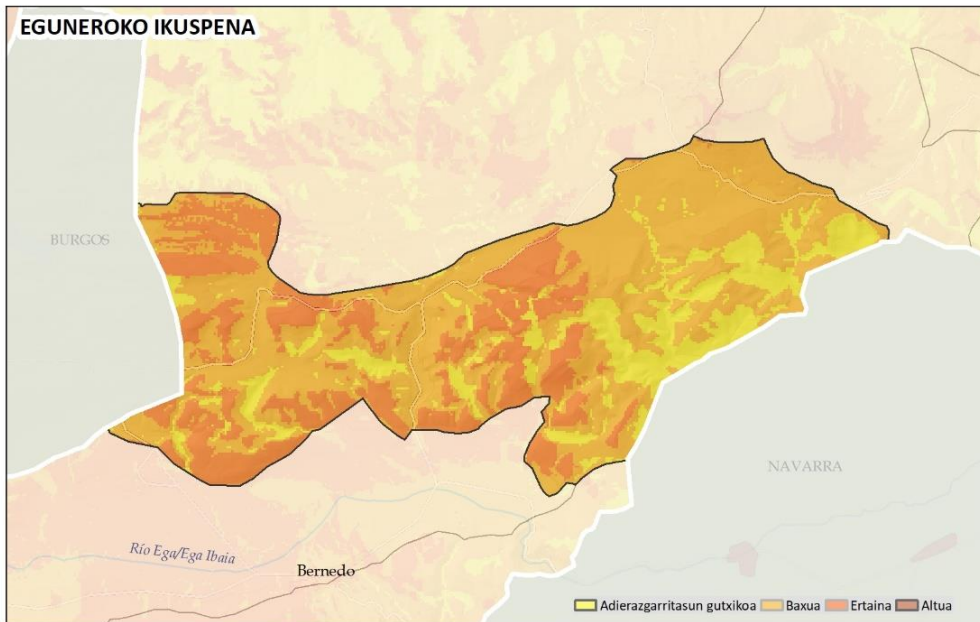 EGUNEROKO IKUSPENA
BURGOS
NAVARRA
Río Ega/Ega Ibaia
Bernedo
Adierazgarritasun gutxikoa Baxua Ertaina Altua